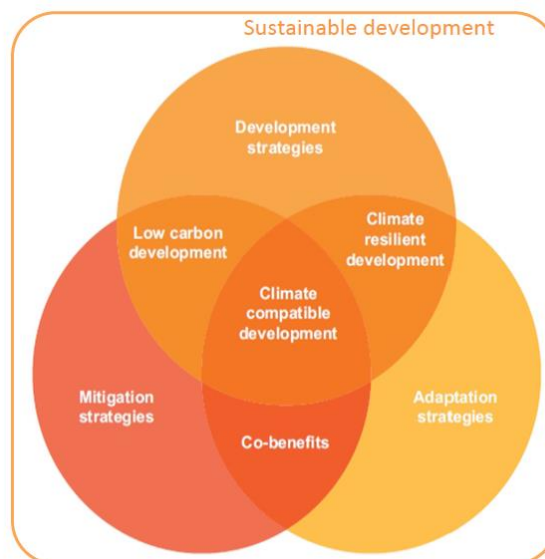 Sustainable development
Development
strategies
Low carbon
development
Climate
resilient
development
Climate
compatible
development
Mitigation
strategies
Adaptation
strategies
Co-benefits